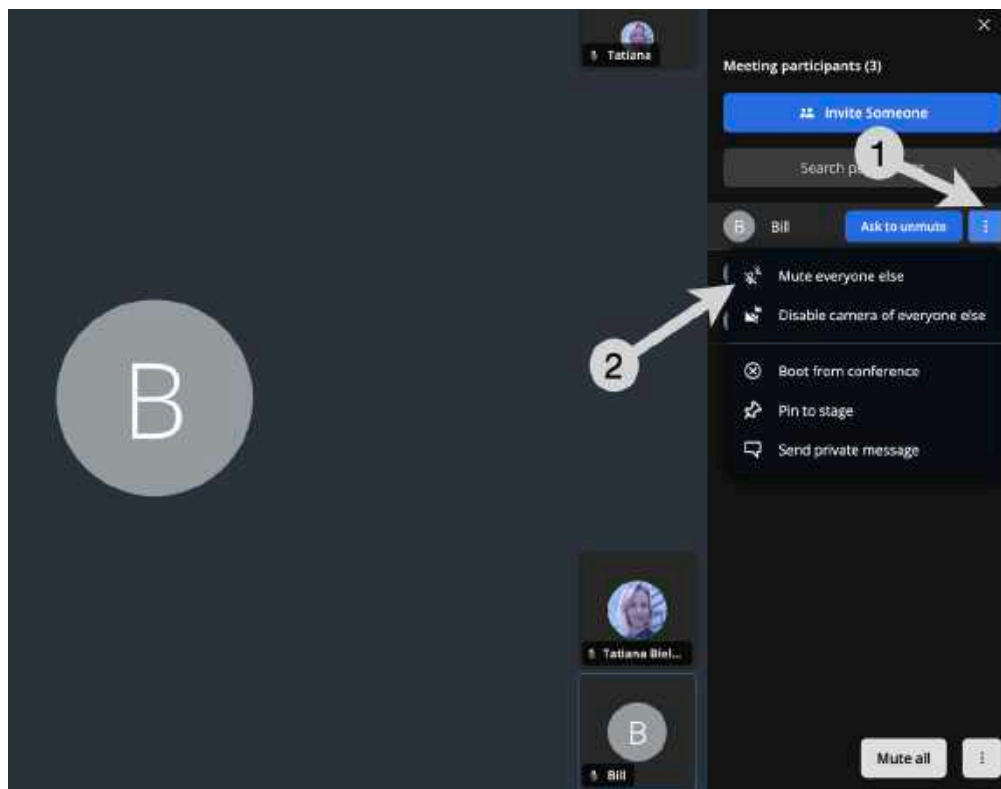 Tatiana
Meeting participants (3)
Invite Someone
1
Search
B Bill Ask to unmute
Mute everyone else
Disable camera of everyone else
2
B
Boot from conference
Pin to stage
Send private message
Tatiana Biel...
B
Bill
Mute all